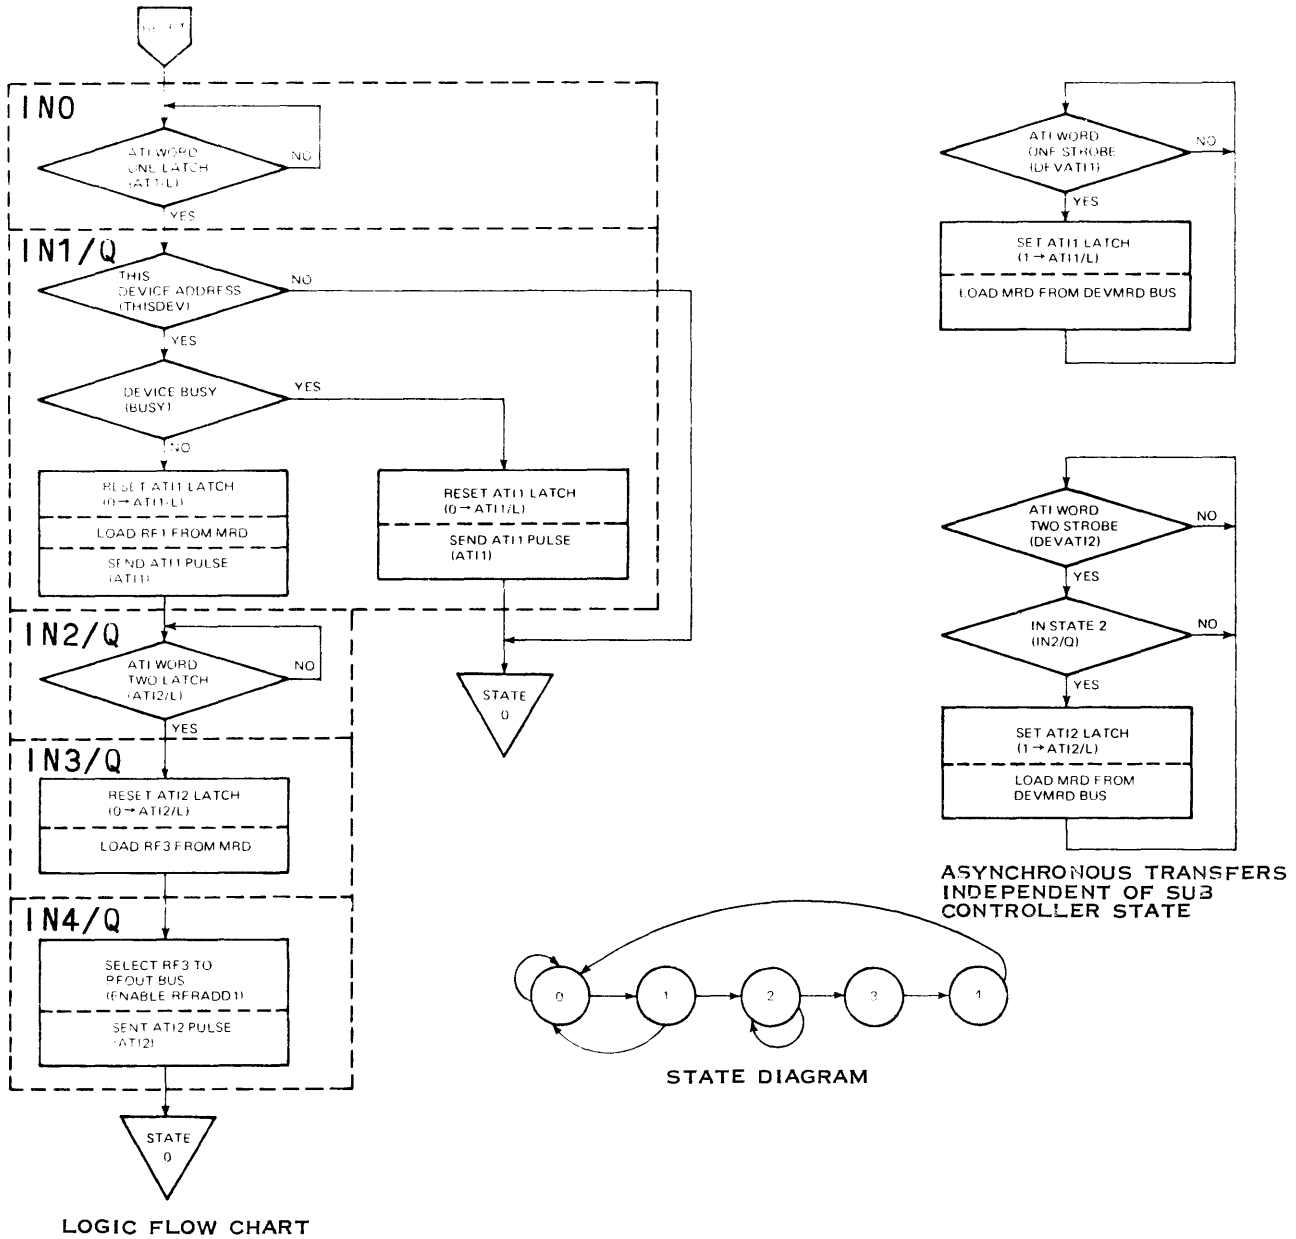 RESET
IN0
ATI WORD
ONE LATCH
(AT1/L)
NO
YES
IN1/Q
THIS
DEVICE ADDRESS
(THISDEV)
NO
YES
DEVICE BUSY
(BUSY)
YES
NO
RESET ATI1 LATCH
(0→ATI1/L)
LOAD RF1 FROM MRD
SEND ATI1 PULSE
(ATI1)
RESET ATI1 LATCH
(0→ATI1/L)
SEND ATI1 PULSE
(ATI1)
IN2/Q
ATI WORD
TWO LATCH
(ATI2/L)
NO
YES
STATE
0
IN3/Q
RESET ATI2 LATCH
(0→ATI2/L)
LOAD RF3 FROM MRD
IN4/Q
SELECT RF3 TO
RFOUT BUS
(ENABLE RFRADD1)
SENT ATI2 PULSE
(ATI2)
STATE
0
LOGIC FLOW CHART
ATI WORD
ONE STROBE
(DEVATI1)
NO
YES
SET ATI1 LATCH
(1→ATI1/L)
LOAD MRD FROM DEVMRD BUS
ATI WORD
TWO STROBE
(DEVATI2)
NO
YES
IN STATE 2
(IN2/Q)
NO
YES
SET ATI2 LATCH
(1→ATI2/L)
LOAD MRD FROM
DEVMRD BUS
ASYNCHRONOUS TRANSFERS
INDEPENDENT OF SUB
CONTROLLER STATE
0 1 2 3 4
STATE DIAGRAM